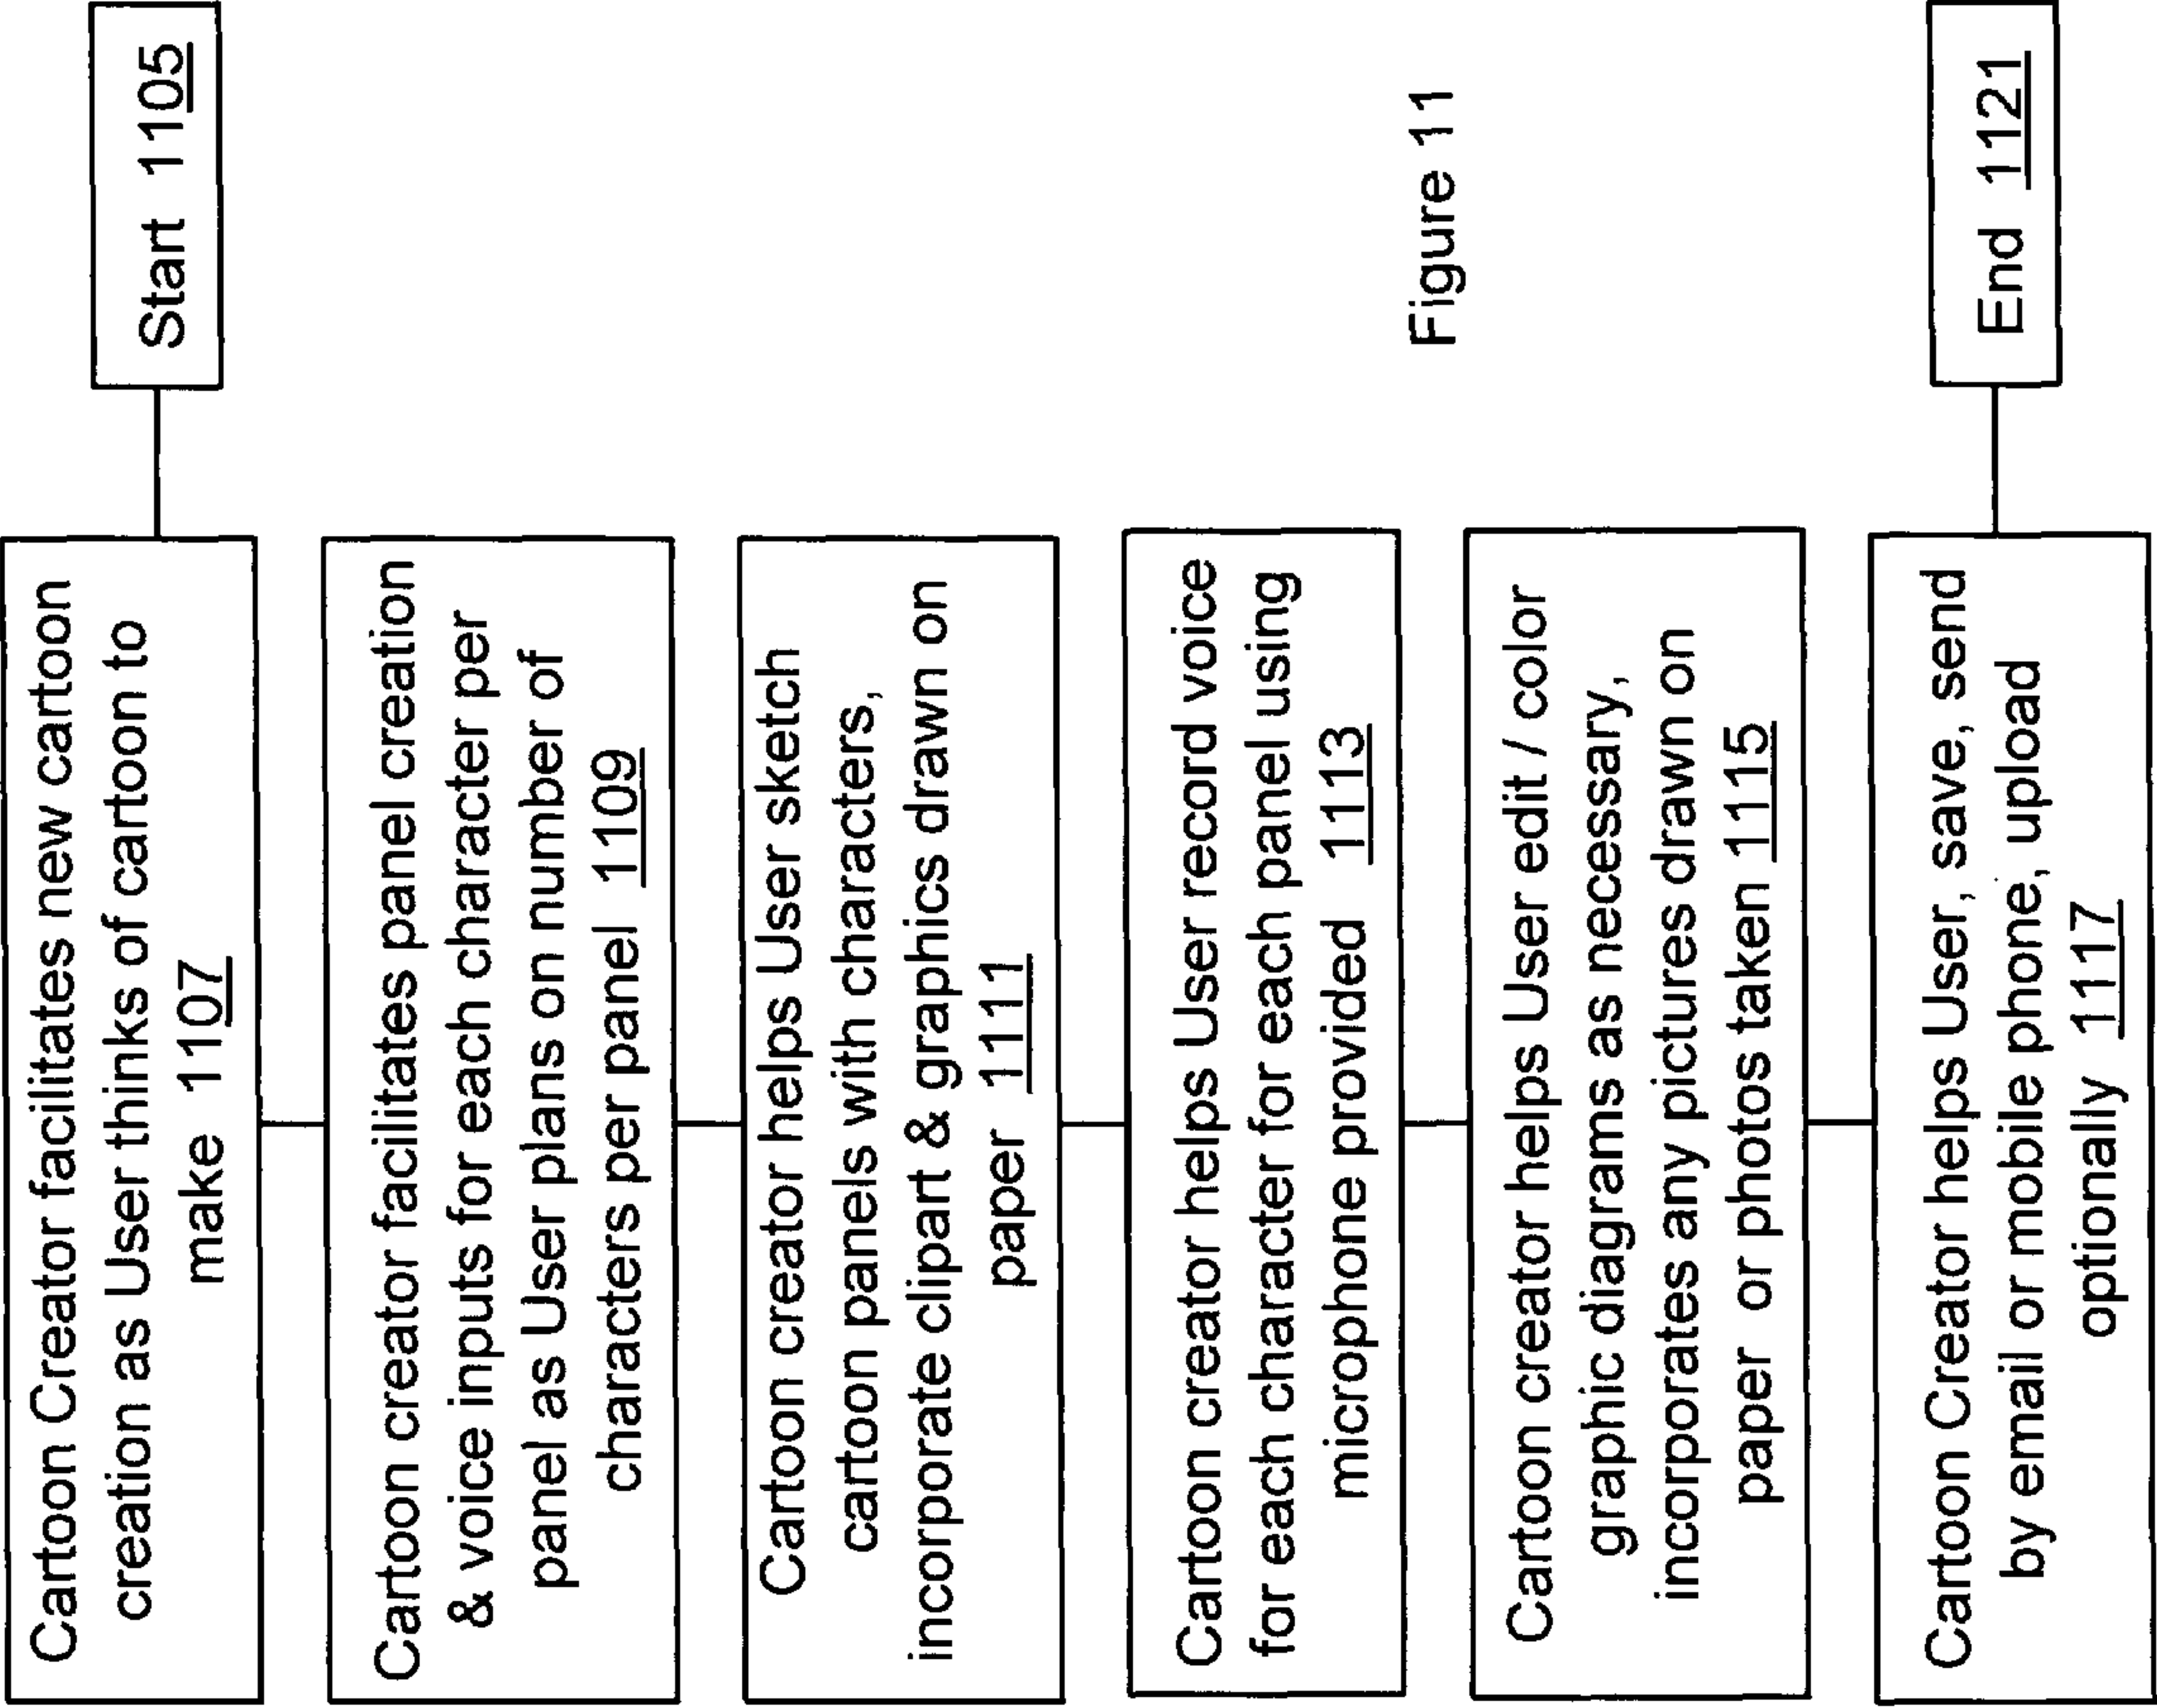 Start 1105
Cartoon Creator facilitates new cartoon
creation as User thinks of cartoon to
make 1107
Cartoon creator facilitates panel creation
& voice inputs for each character per
panel as User plans on number of
characters per panel 1109
Cartoon creator helps User sketch
cartoon panels with characters,
incorporate clipart & graphics drawn on
paper 1111
Cartoon creator helps User record voice
for each character for each panel using
microphone provided 1113
Cartoon creator helps User edit / color
graphic diagrams as necessary,
incorporates any pictures drawn on
paper or photos taken 1115
Cartoon Creator helps User, save, send
by email or mobile phone, upload
optionally 1117
End 1121
Figure 11